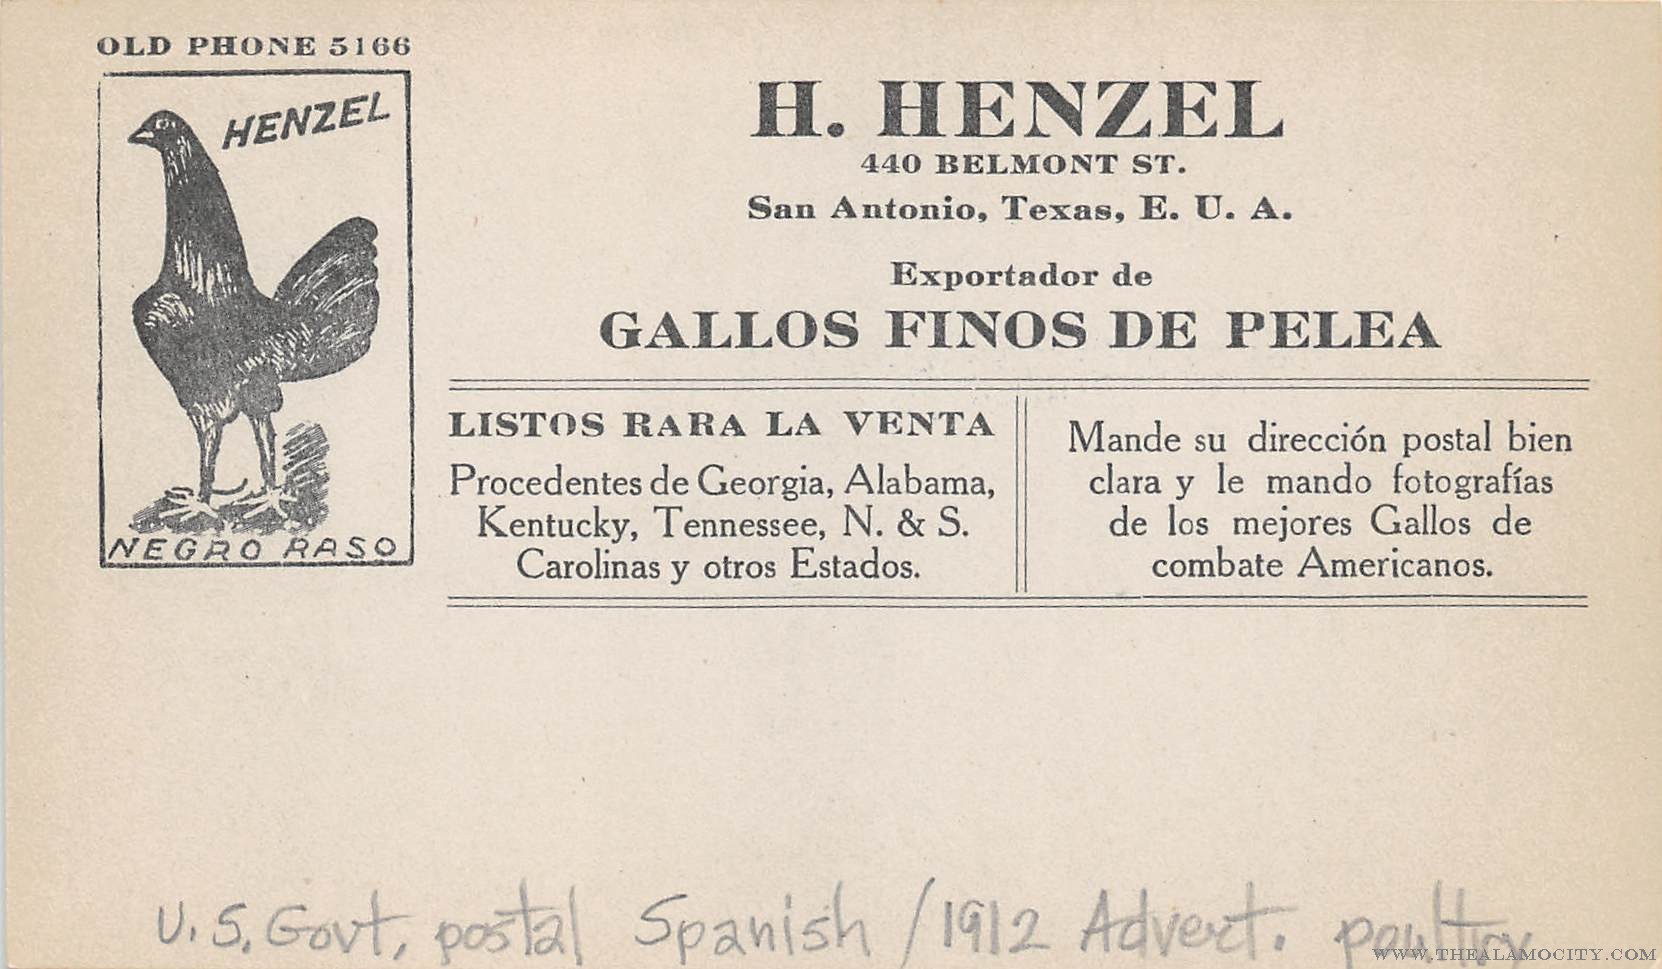 OLD PHONE 5166
HENZEL
NEGRO RASO
H. HENZEL
440 BELMONT ST.
San Antonio, Texas, E. U. A.
Exportador de
GALLOS FINOS DE PELEA
LISTOS RARA LA VENTA
Procedentes de Georgia, Alabama,
Kentucky, Tennessee, N. & S.
Carolinas y otros Estados.
Mande su dirección postal bien
clara y le mando fotografías
de los mejores Gallos de
combate Americanos.
U.S. Govt, postal Spanish / 1912 Advert. poultry
WWW.THEALAMOCITY.COM